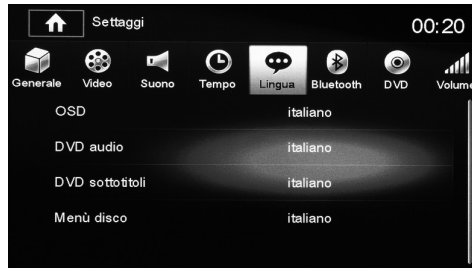 Settaggi 00:20
Generale Video Suono Tempo Lingua Bluetooth DVD Volume
OSD italiano
DVD audio italiano
DVD sottotitoli italiano
Menù disco italiano